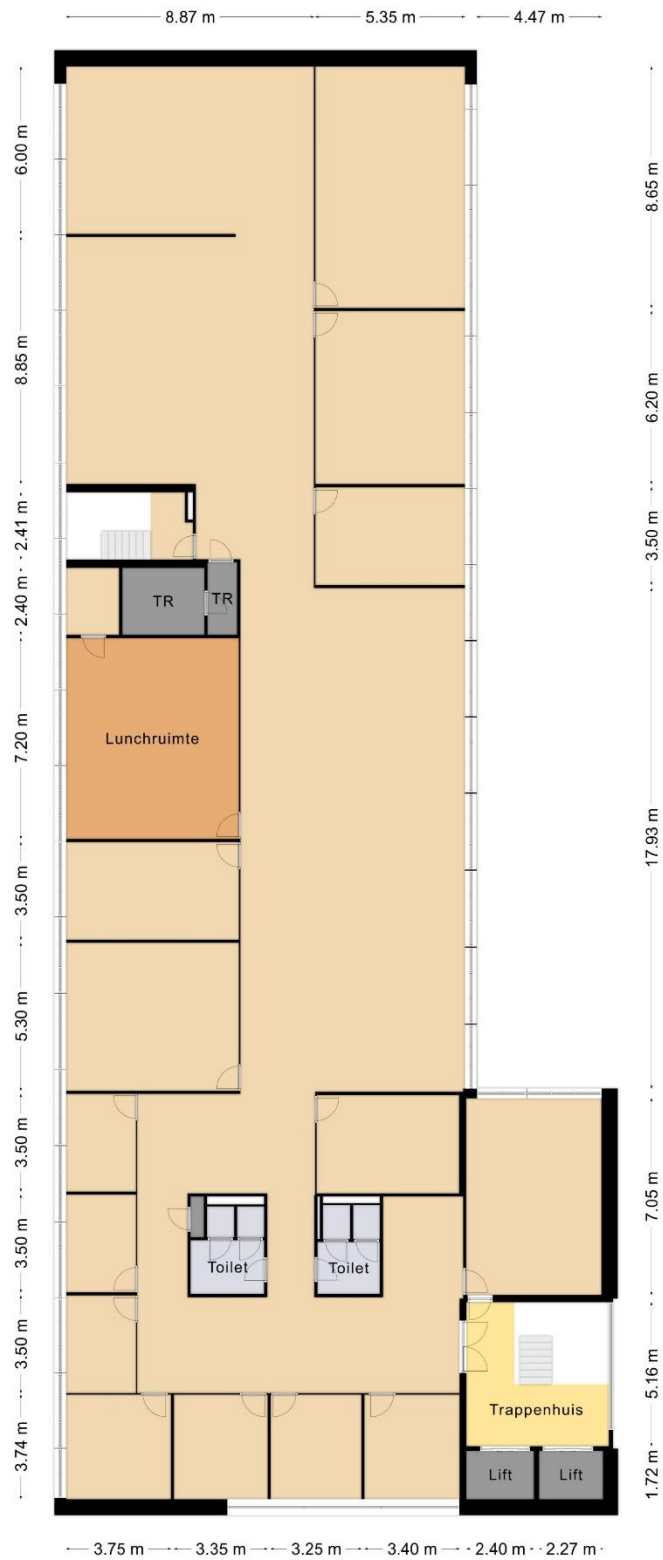 8.87 m 5.35 m 4.47 m
6.00 m
8.65 m
8.85 m
6.20 m
2.41 m
3.50 m
2.40 m
TR TR
7.20 m
Lunchruimte
17.93 m
3.50 m
5.30 m
3.50 m
7.05 m
3.50 m
Toilet Toilet
3.50 m
5.16 m
Trappenhuis
3.74 m
Lift Lift
1.72 m
3.75 m 3.35 m 3.25 m 3.40 m 2.40 m 2.27 m